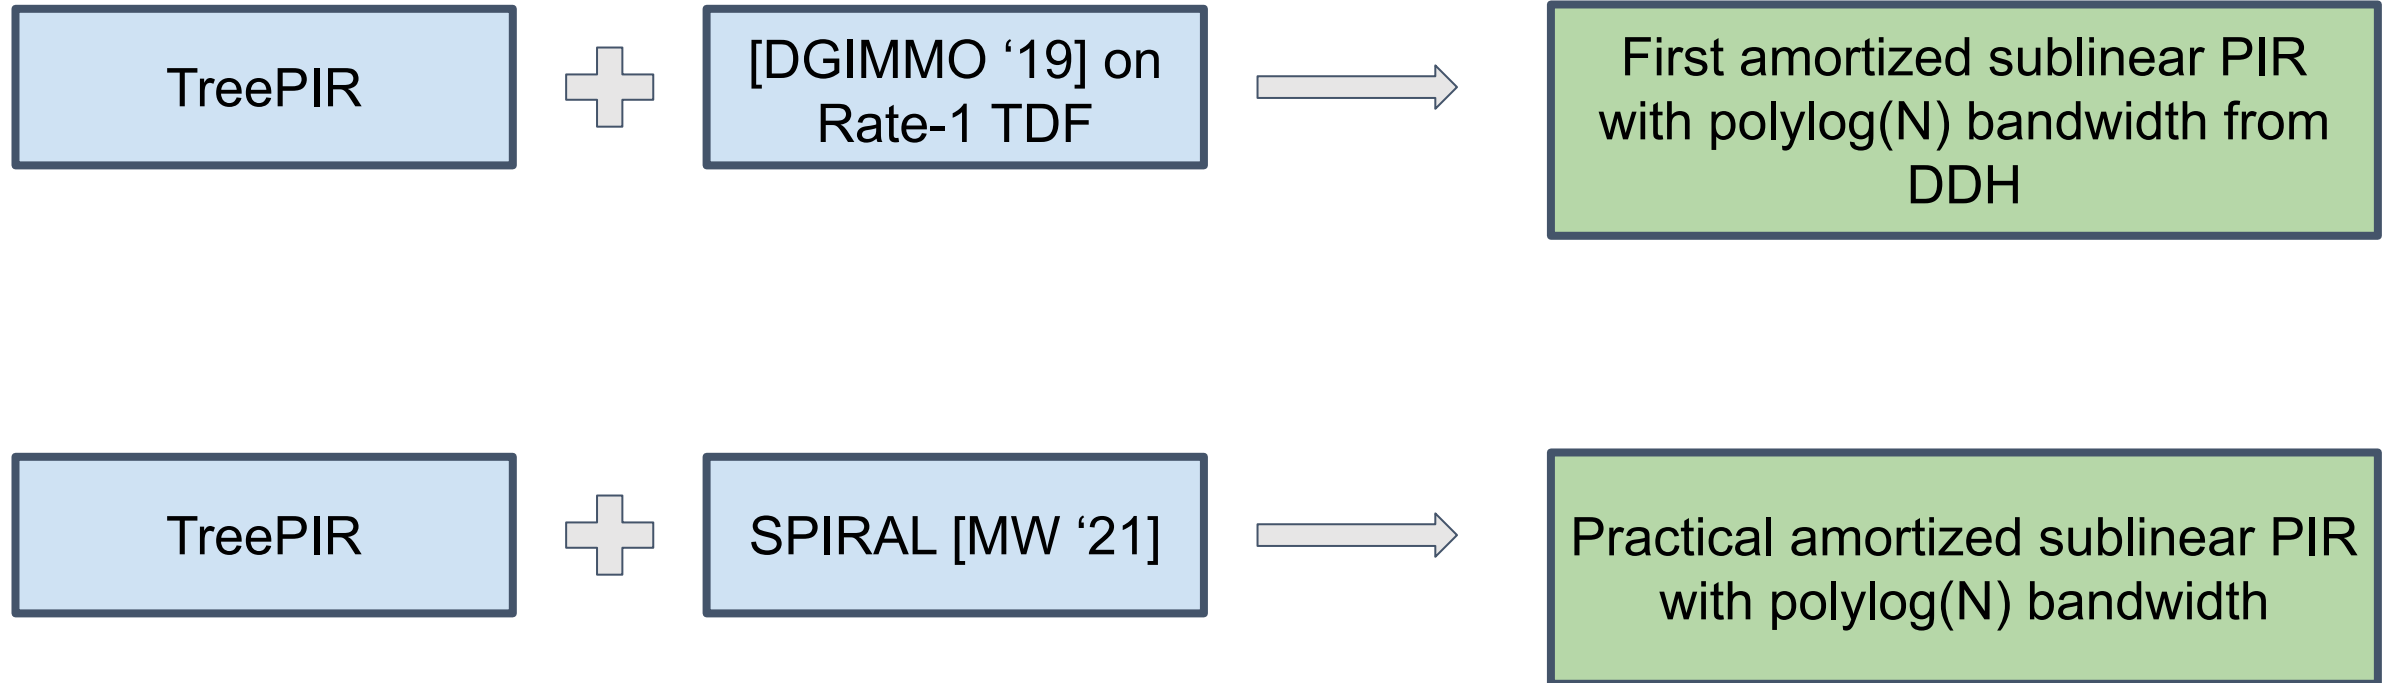 TreePIR
[DGIMMO ‘19] on
Rate-1 TDF
First amortized sublinear PIR
with polylog(N) bandwidth from
DDH
TreePIR
SPIRAL [MW ‘21]
Practical amortized sublinear PIR
with polylog(N) bandwidth